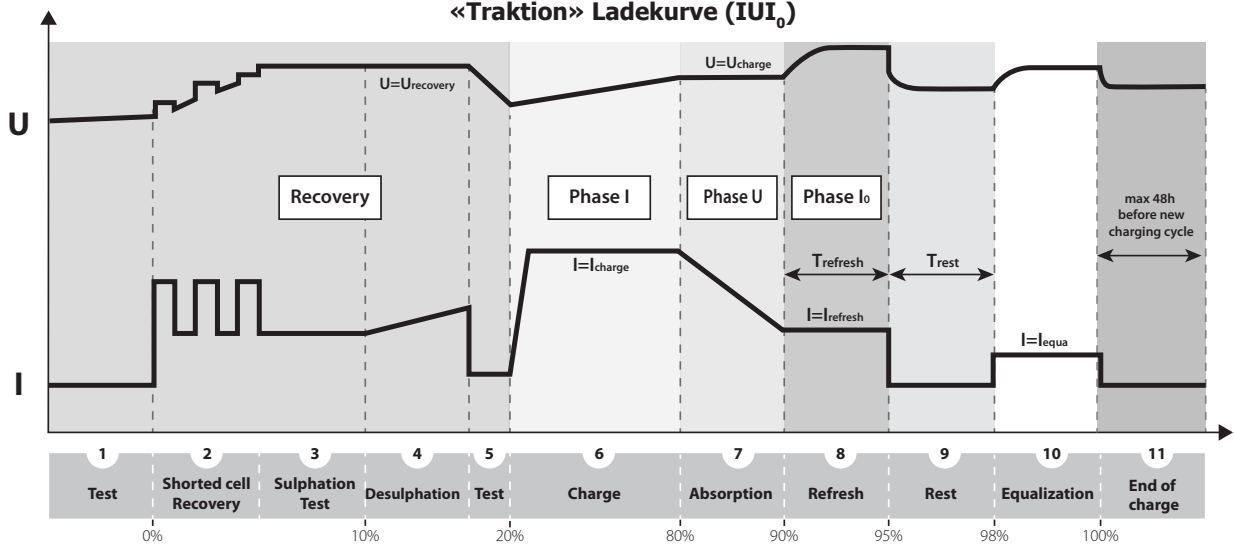 «Traktion» Ladekurve (IUI₀)
U
U=Urecovery
U=Ucharge
Recovery
Phase I
Phase U
Phase I₀
max 48h
before new
charging cycle
I=Icharge
Trefresh
Trest
I=Irefresh
I=Iequa
I
1
2
3
4
5
6
7
8
9
10
11
Test
Shorted cell
Recovery
Sulphation
Test
Desulphation
Test
Charge
Absorption
Refresh
Rest
Equalization
End of
charge
0%
10%
20%
80%
90%
95%
98%
100%